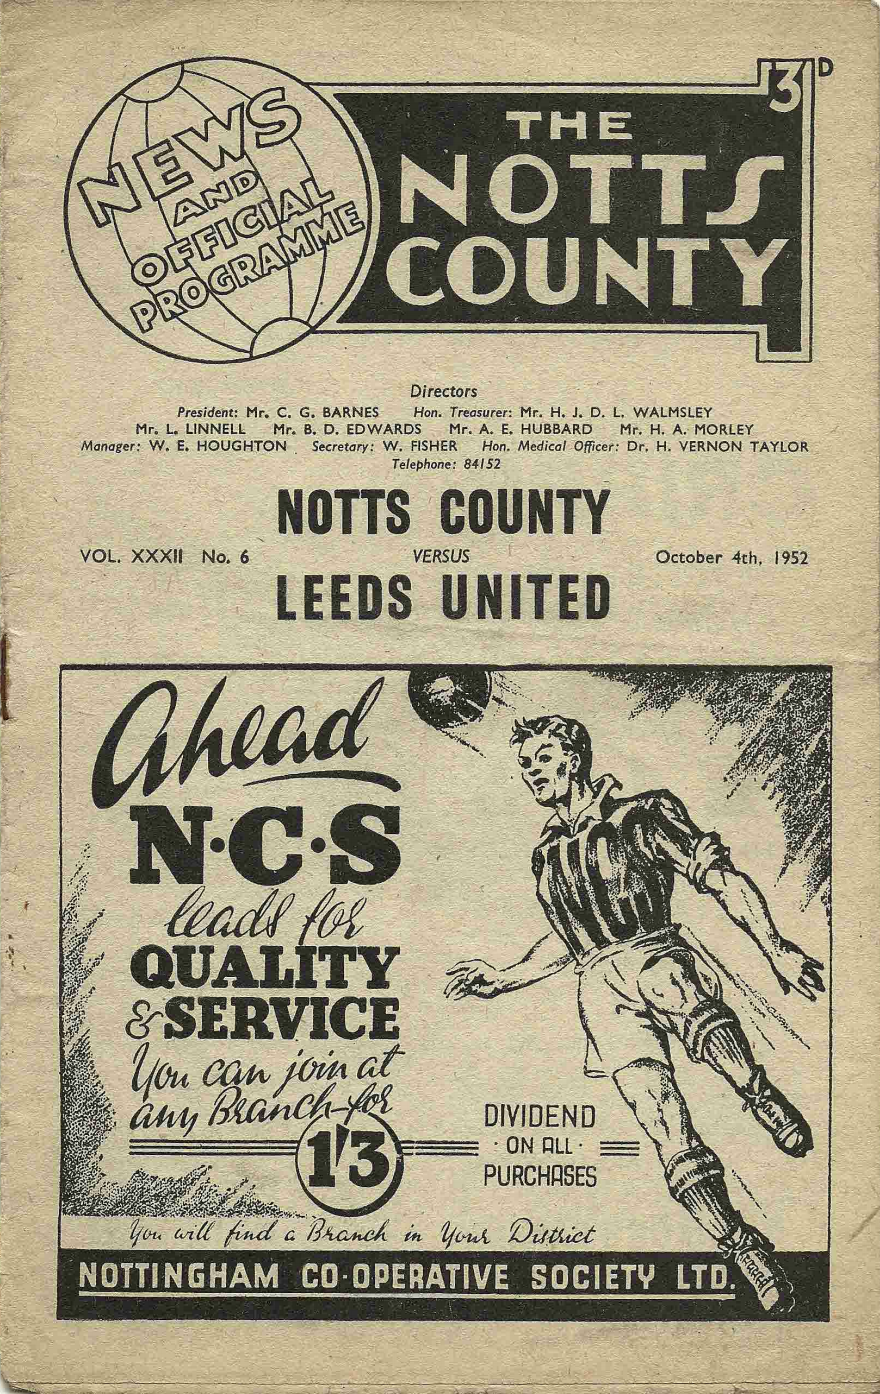 3D
NEWS
AND
OFFICIAL
PROGRAMME
THE
NOTTS
COUNTY
Directors
President: Mr. C. G. BARNES Hon. Treasurer: Mr. H. J. D. L. WALMSLEY
Mr. L. LINNELL Mr. B. D. EDWARDS Mr. A. E. HUBBARD Mr. H. A. MORLEY
Manager: W. E. HOUGHTON Secretary: W. FISHER Hon. Medical Officer: Dr. H. VERNON TAYLOR
Telephone: 84152
NOTTS COUNTY
VOL. XXXII No. 6 VERSUS October 4th, 1952
LEEDS UNITED
Ahead
N·C·S
leads for
QUALITY
& SERVICE
You can join at
any Branch-for
1'3
DIVIDEND
· ON ALL ·
PURCHASES
NCS
You will find a Branch in Your District
NOTTINGHAM CO-OPERATIVE SOCIETY LTD.